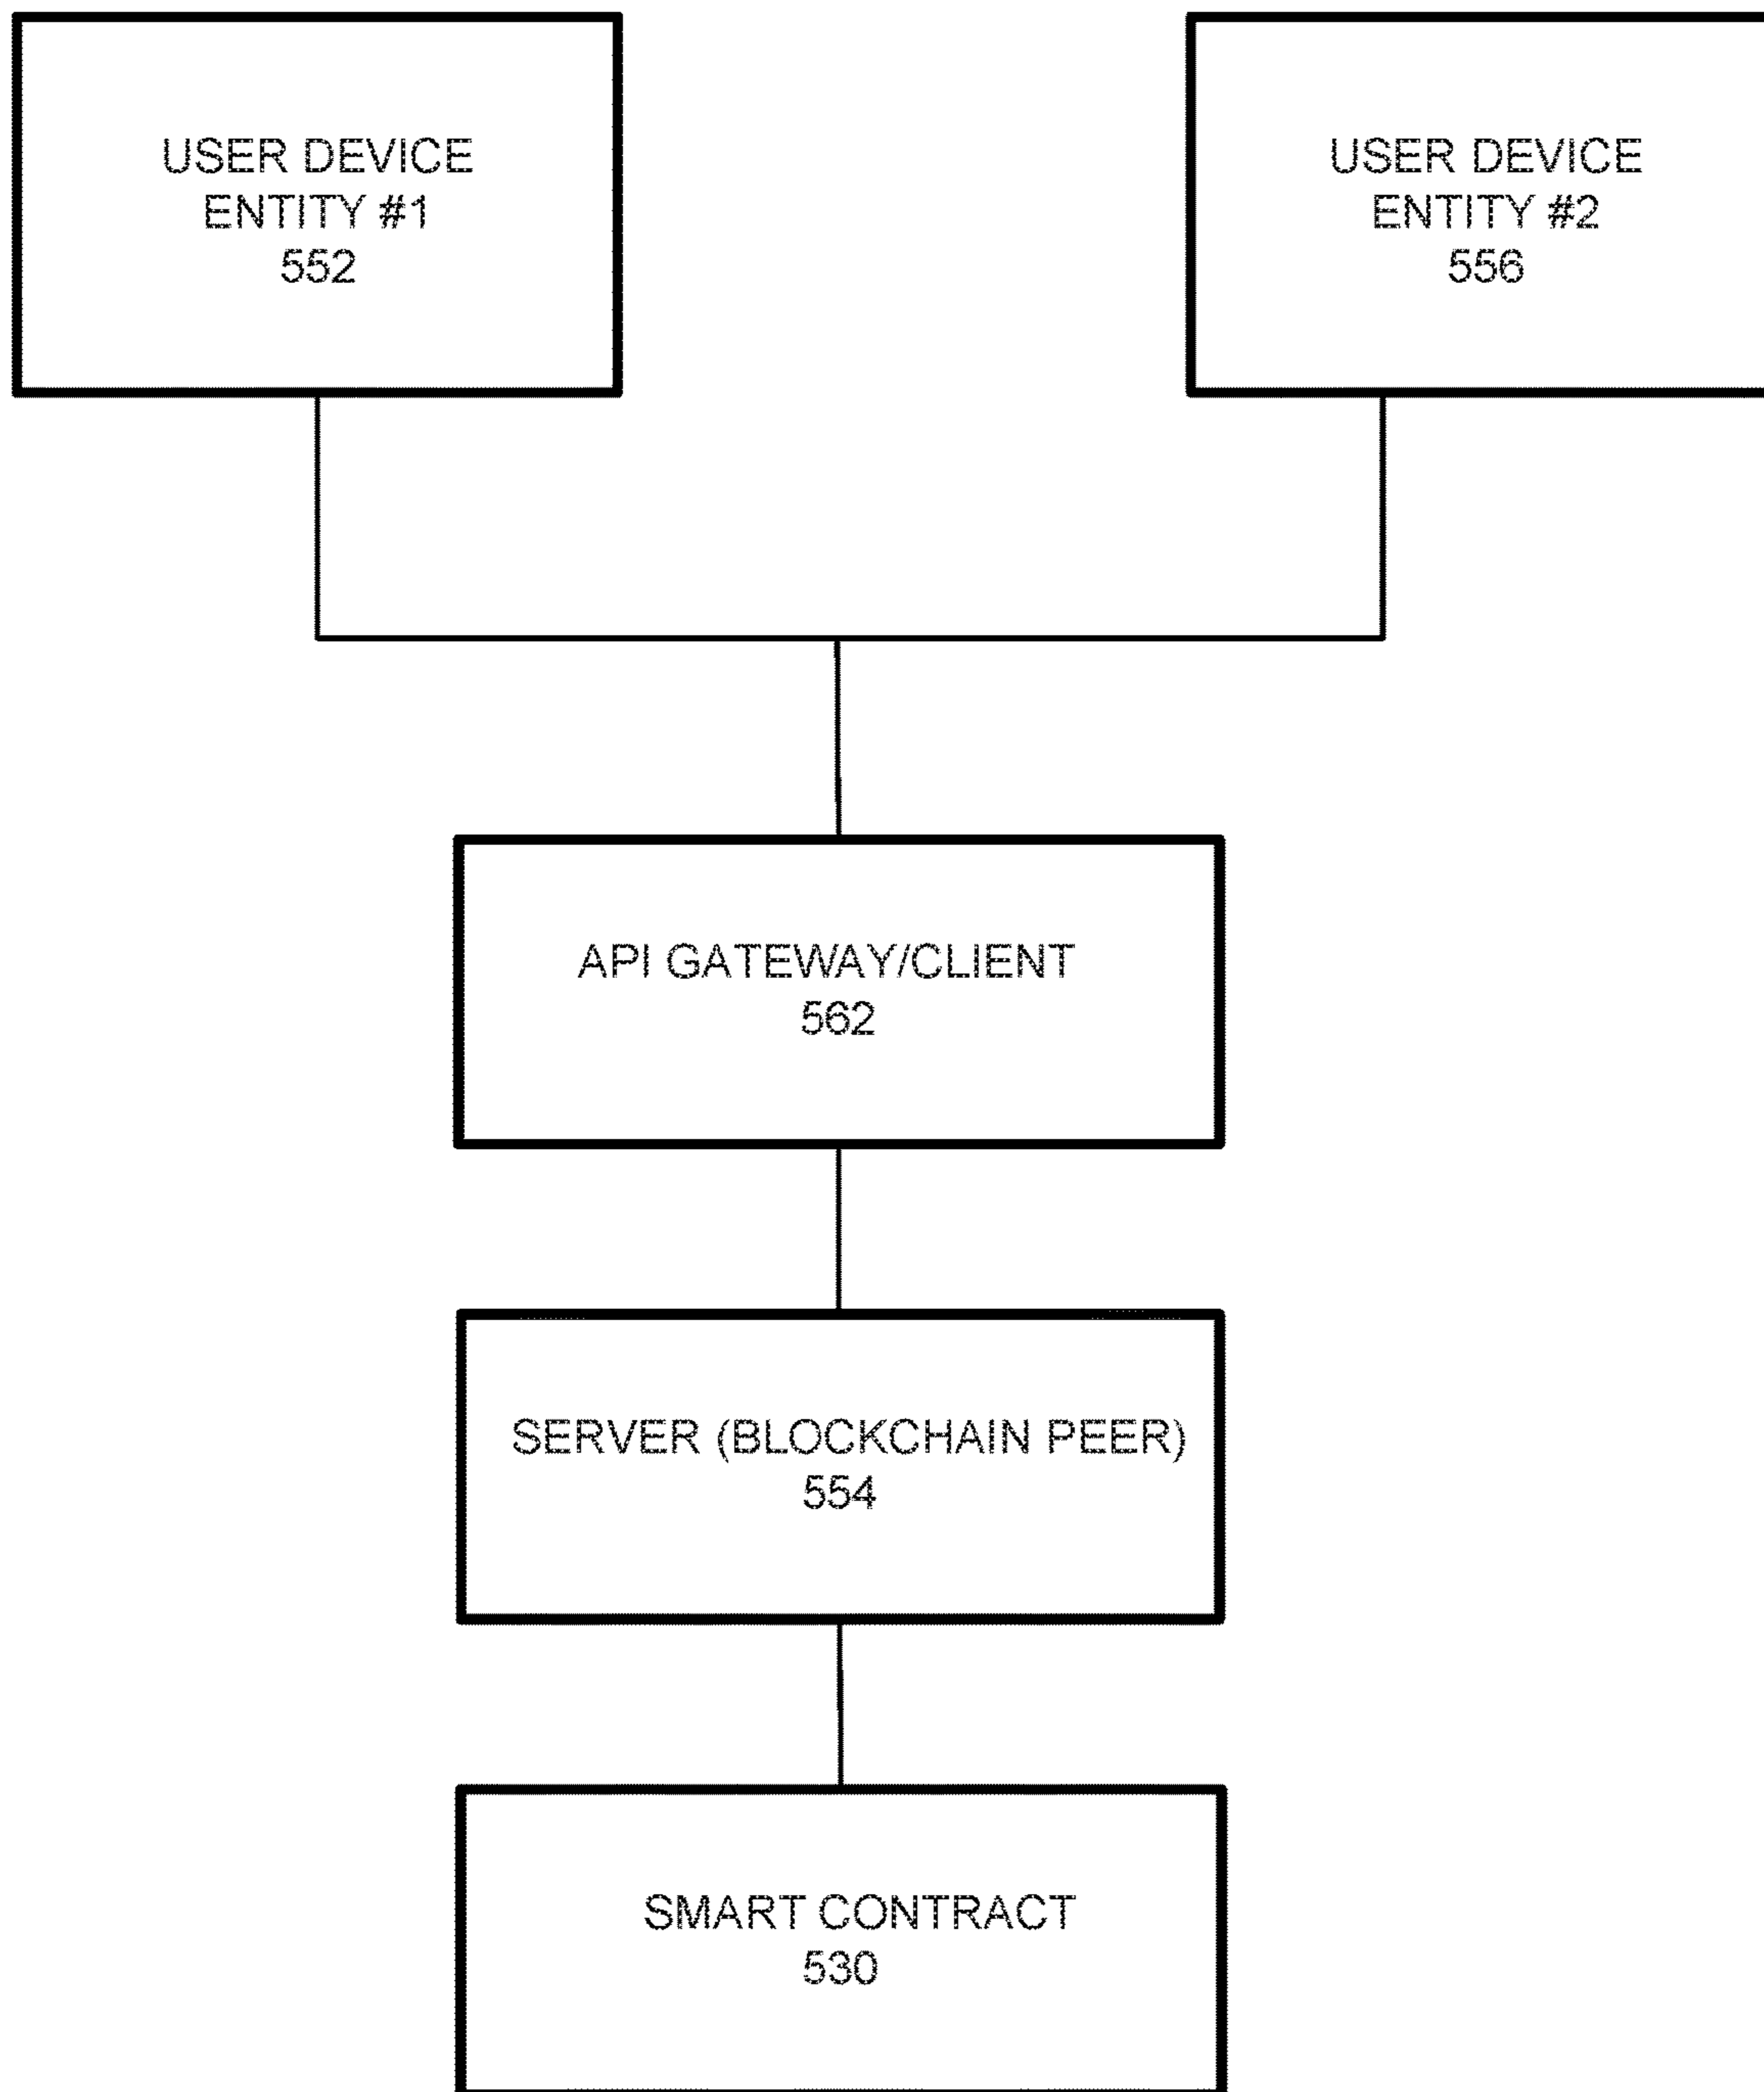 USER DEVICE
ENTITY #1
552
USER DEVICE
ENTITY #2
556
API GATEWAY/CLIENT
562
SERVER (BLOCKCHAIN PEER)
554
SMART CONTRACT
530